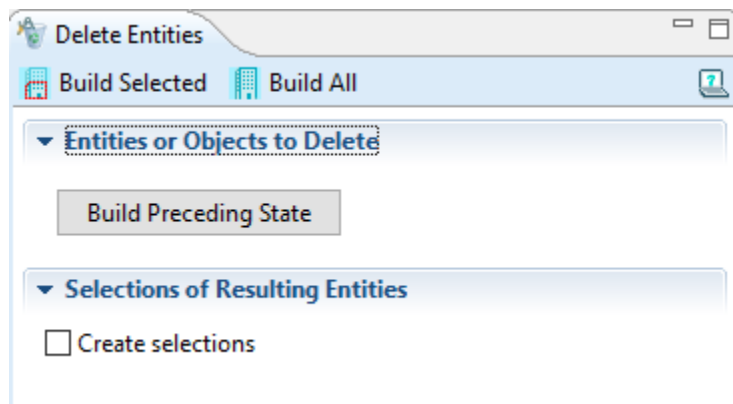 Delete Entities
Build Selected Build All ?
Entities or Objects to Delete
Build Preceding State
Selections of Resulting Entities
Create selections